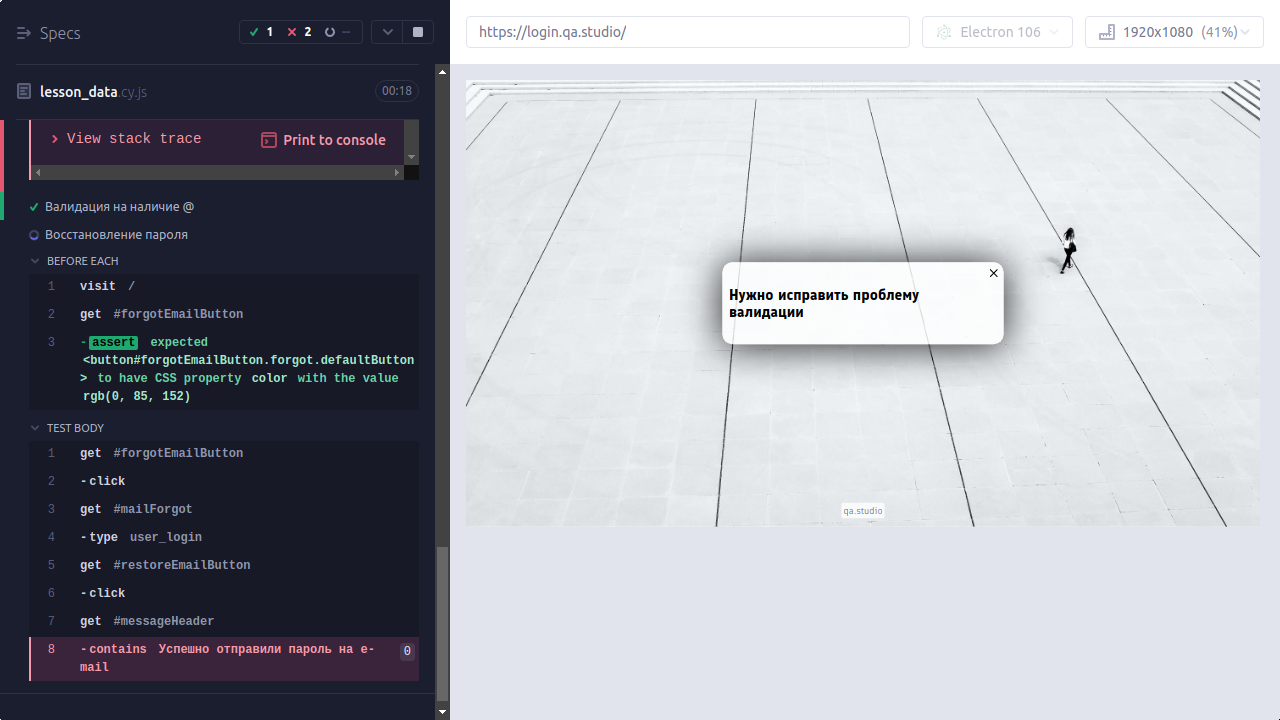 Specs
1
2
--
https://login.qa.studio/
Electron 106
1920x1080 (41%)
lesson_data.cy.js
00:18
View stack trace
Print to console
Валидация на наличие @
Восстановление пароля
BEFORE EACH
1 visit /
2 get #forgotEmailButton
3 -assert expected
<button#forgotEmailButton.forgot.defaultButton
> to have CSS property color with the value
rgb(0, 85, 152)
TEST BODY
1 get #forgotEmailButton
2 -click
3 get #mailForgot
4 -type user_login
5 get #restoreEmailButton
6 -click
7 get #messageHeader
8 -contains Успешно отправили пароль на e-
mail
0
Нужно исправить проблему
валидации
qa.studio